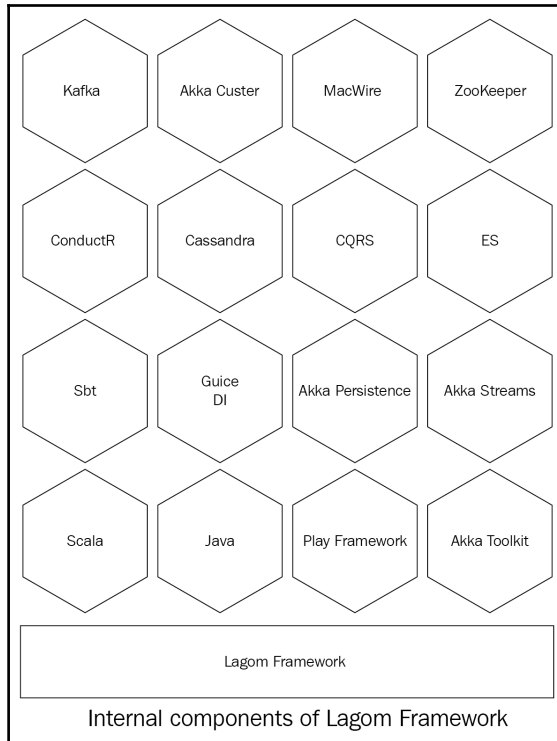 Kafka
Akka Custer
MacWire
ZooKeeper
ConductR
Cassandra
CQRS
ES
Sbt
Guice
DI
Akka Persistence
Akka Streams
Scala
Java
Play Framework
Akka Toolkit
Lagom Framework
Internal components of Lagom Framework